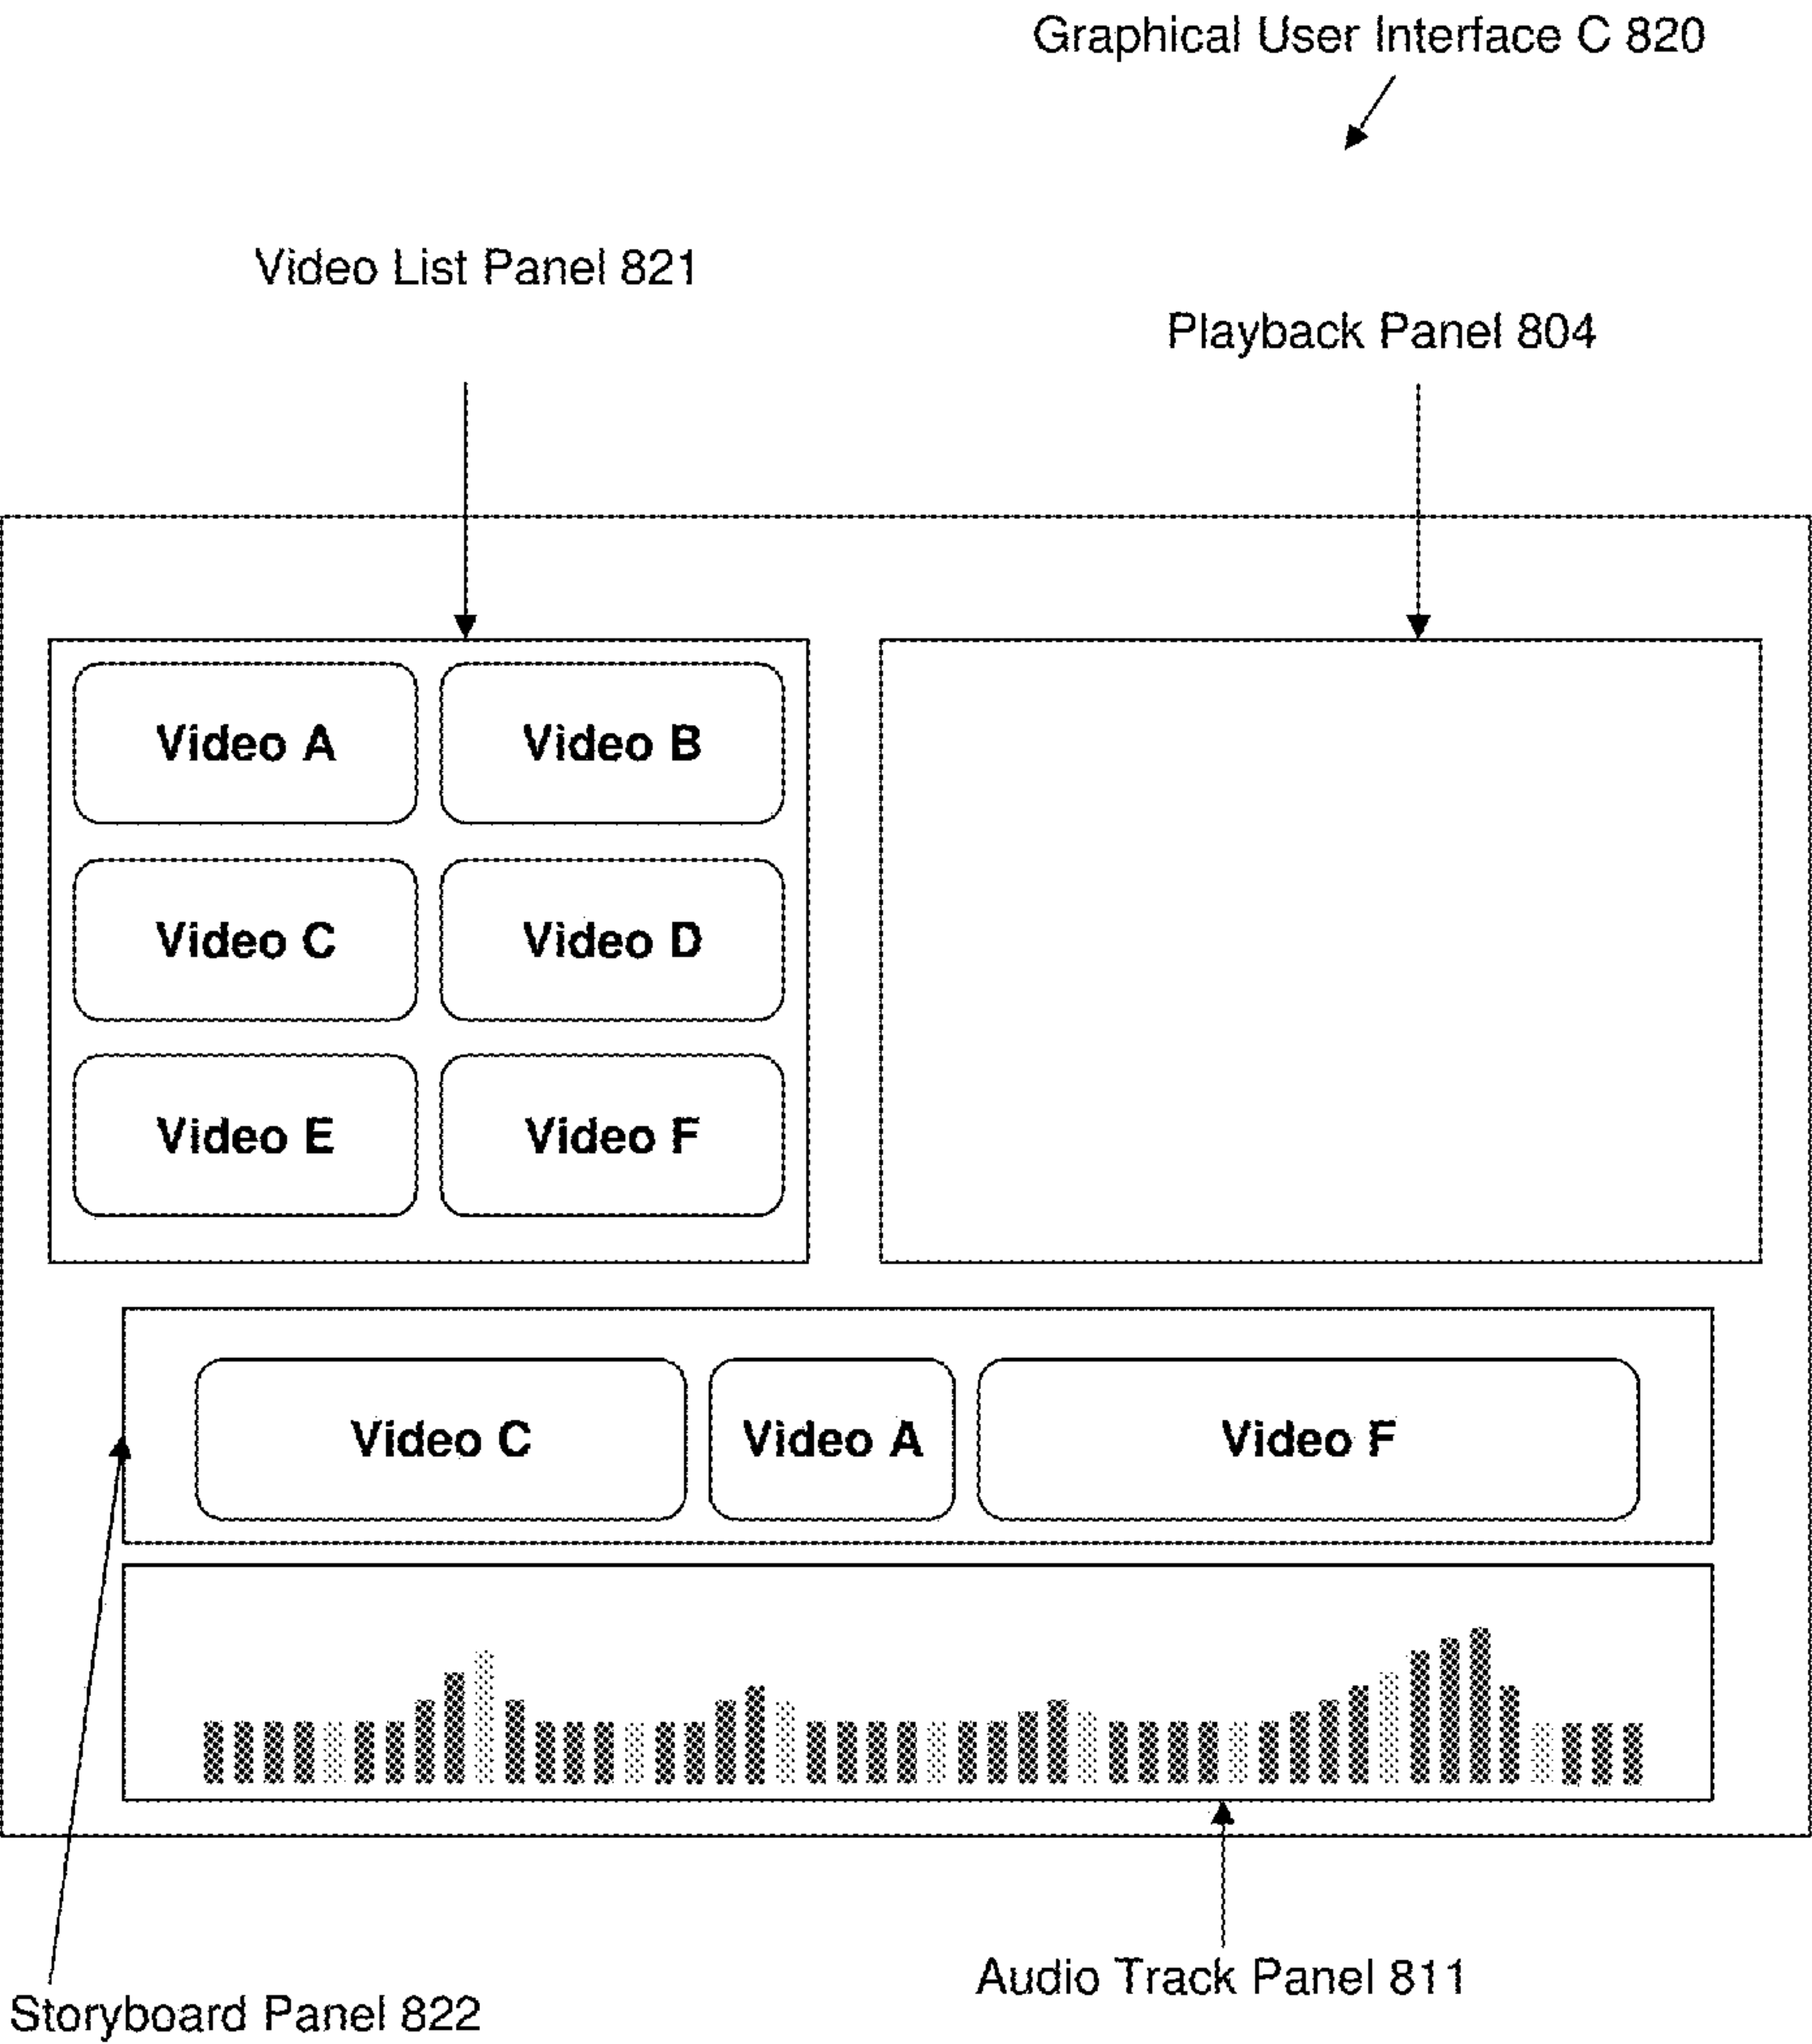 Graphical User Interface C 820
Video List Panel 821
Playback Panel 804
Video A
Video B
Video C
Video D
Video E
Video F
Video C
Video A
Video F
Audio Track Panel 811
Storyboard Panel 822